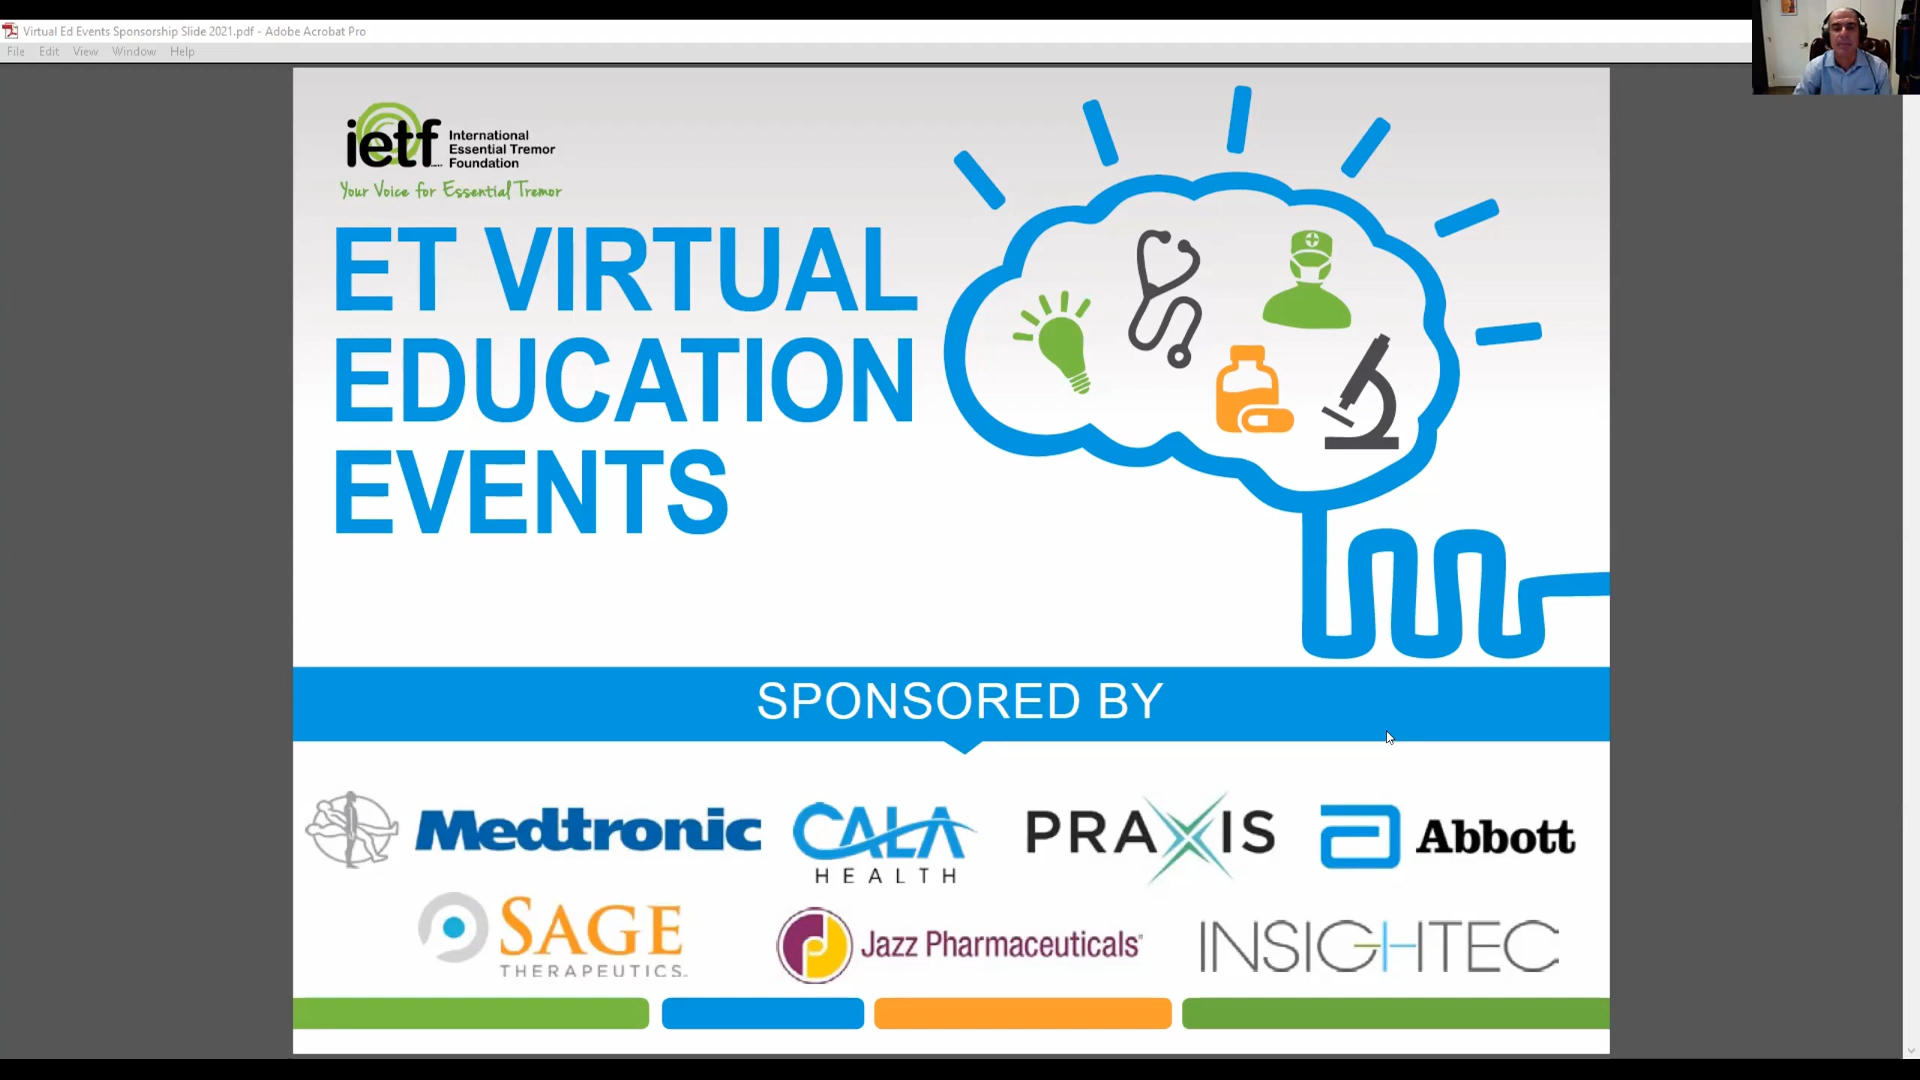 Virtual Ed Events Sponsorship Slide 2021.pdf - Adobe Acrobat Pro
File Edit View Window Help
ietf
International
Essential Tremor
Foundation
Your Voice for Essential Tremor
ET VIRTUAL
EDUCATION
EVENTS
SPONSORED BY
Medtronic
CALA
HEALTH
PRAXIS
Abbott
SAGE
THERAPEUTICS
Jazz Pharmaceuticals
INSIGHTEC